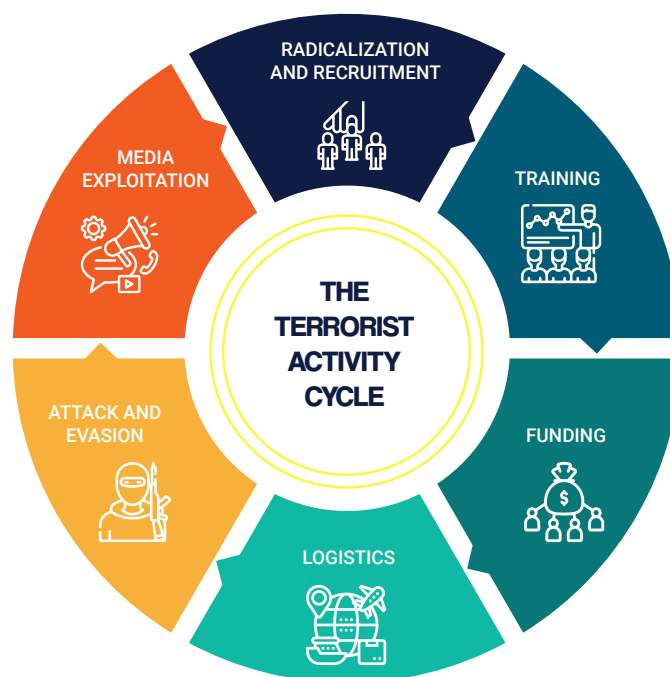 RADICALIZATION
AND RECRUITMENT
TRAINING
FUNDING
$
LOGISTICS
ATTACK AND
EVASION
MEDIA
EXPLOITATION
THE
TERRORIST
ACTIVITY
CYCLE